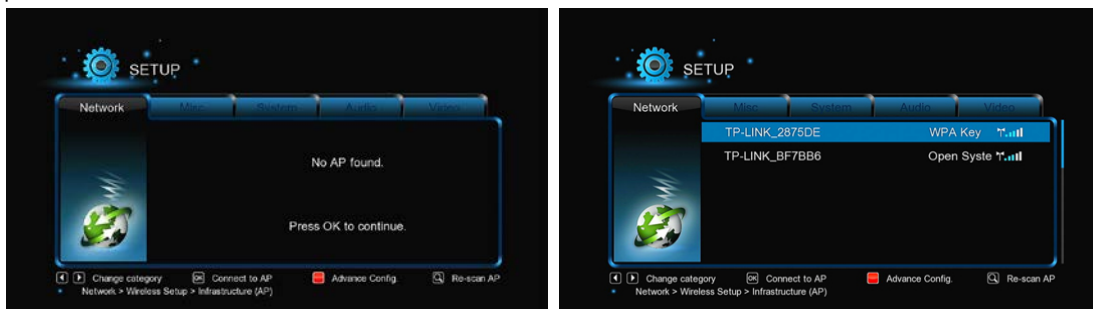 SETUP
Network Misc System Audio Video
No AP found.
Press OK to continue.
Change category OK Connect to AP Advance Config. Re-scan AP
Network > Wireless Setup > Infrastructure (AP)
SETUP
Network Misc System Audio Video
TP-LINK_2875DE WPA Key
TP-LINK_BF7BB6 Open Syste
Change category OK Connect to AP Advance Config. Re-scan AP
Network > Wireless Setup > Infrastructure (AP)